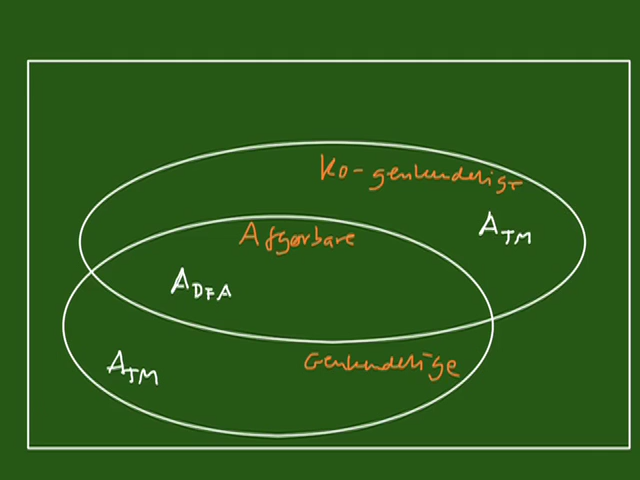 Ko-genkendelige
A_TM
Afgørbare
A_DFA
A_TM
Genkendelige